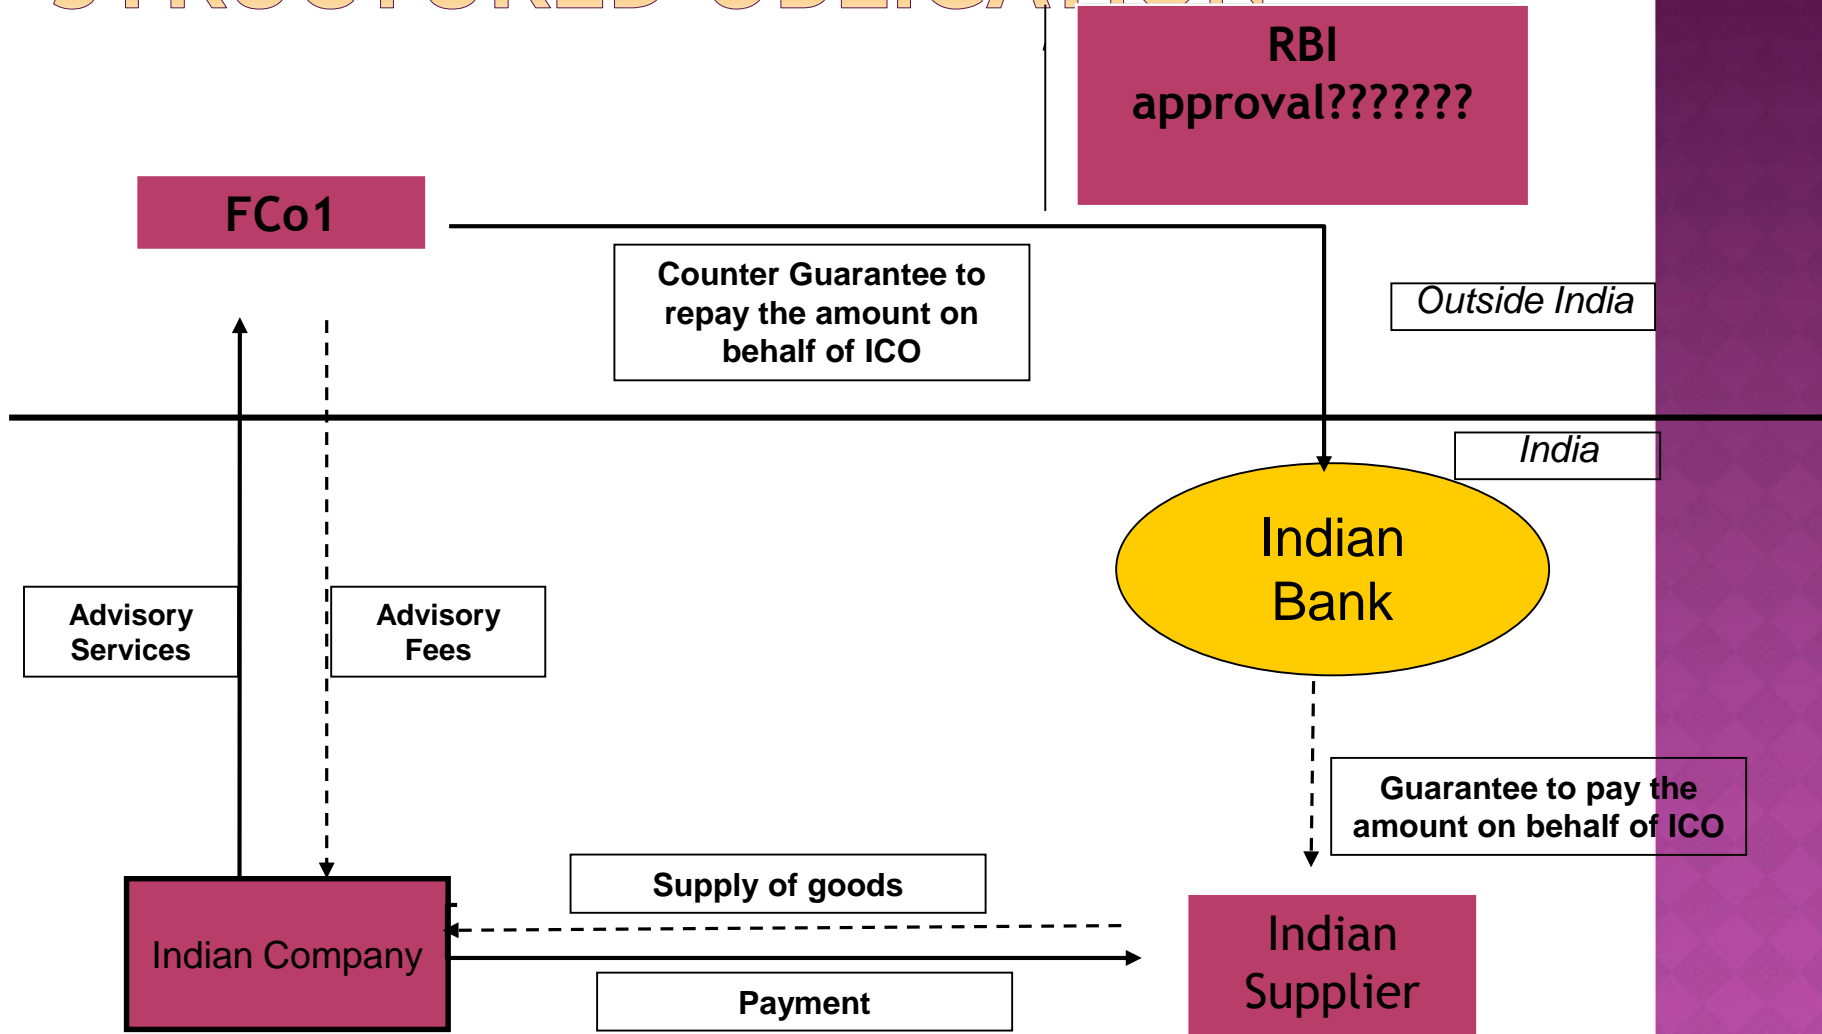 STRUCTURED OBLIGATION
RBI
approval???????
FCo1
Counter Guarantee to
repay the amount on
behalf of ICO
Outside India
India
Indian
Bank
Advisory
Services
Advisory
Fees
Guarantee to pay the
amount on behalf of ICO
Supply of goods
Indian Company
Indian
Supplier
Payment